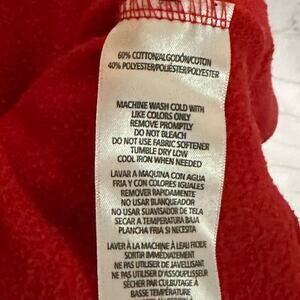 60% COTTON/ALGODÓN/COTON
40% POLYESTER/POLIÉSTER/POLYESTER
MACHINE WASH COLD WITH
LIKE COLORS ONLY
REMOVE PROMPTLY
DO NOT BLEACH
DO NOT USE FABRIC SOFTENER
TUMBLE DRY LOW
COOL IRON WHEN NEEDED
LAVAR A MAQUINA CON AGUA
FRIA Y CON COLORES IGUALES
REMOVER RAPIDAMENTE
NO USAR BLANQUEADOR
NO USAR SUAVISADOR DE TELA
SECAR A TEMPERATURA BAJA
PLANCHA FRIA SI NECESITA
LAVER À LA MACHINE À L'EAU FROIDE
SORTIR IMMÉDIATEMENT
NE PAS UTILISER DE JAVELLISANT
NE PAS UTILISER D'ASSOUPLISSEUR
SÉCHER PAR CULBUTAGE À
BASSE TEMPÉRATURE